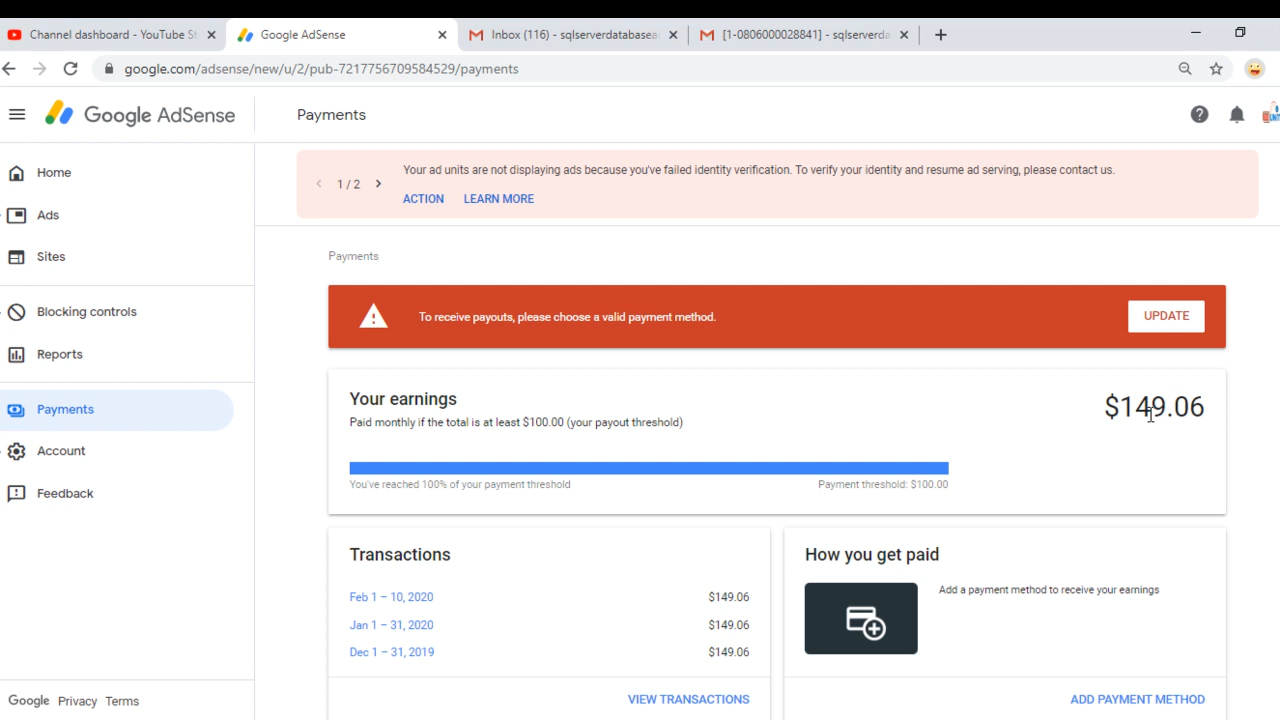 Channel dashboard - YouTube St
Google AdSense
Inbox (116) - sqlserverdatabasea
[1-0806000028841] - sqlserverda
google.com/adsense/new/u/2/pub-7217756709584529/payments
Google AdSense
Payments
Home
Ads
Sites
Blocking controls
Reports
Payments
Account
Feedback
Google Privacy Terms
1 / 2
Your ad units are not displaying ads because you've failed identity verification. To verify your identity and resume ad serving, please contact us.
ACTION LEARN MORE
Payments
To receive payouts, please choose a valid payment method.
UPDATE
Your earnings
$149.06
Paid monthly if the total is at least $100.00 (your payout threshold)
You've reached 100% of your payment threshold
Payment threshold: $100.00
Transactions
Feb 1 – 10, 2020 $149.06
Jan 1 – 31, 2020 $149.06
Dec 1 – 31, 2019 $149.06
VIEW TRANSACTIONS
How you get paid
Add a payment method to receive your earnings
ADD PAYMENT METHOD